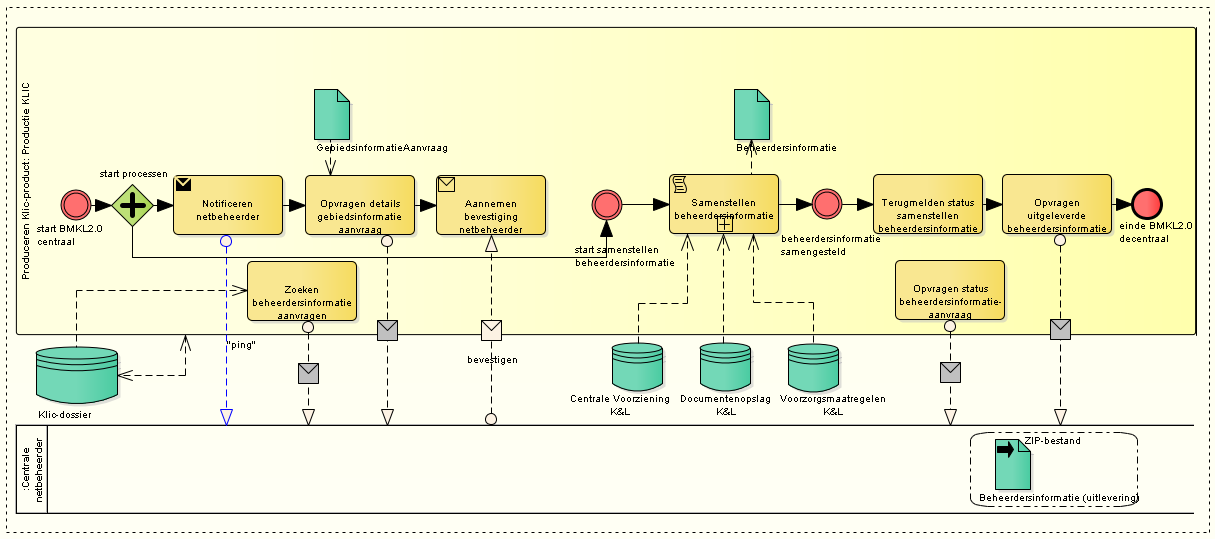 Produceren Klic-product: Productie KLIC
GebiedsinformatieAanvraag
Beheerdersinformatie
start processen
start BMKL2.0
centraal
Notificeren
netbeheerder
Opvragen details
gebiedsinformatie
aanvraag
Aannemen
bevestiging
netbeheerder
start samenstellen
beheerdersinformatie
Samenstellen
beheerdersinformatie
beheerdersinformatie
samengesteld
Terugmelden status
samenstellen
beheerdersinformatie
Opvragen
uitgeleverde
beheerdersinformatie
einde BMKL2.0
decentraal
Zoeken
beheerdersinformatie
aanvragen
Opvragen status
beheerdersinformatie-
aanvraag
"ping"
bevestigen
Klic-dossier
Centrale Voorziening
K&L
Documentenopslag
K&L
Voorzorgsmaatregelen
K&L
:Centrale
netbeheerder
ZIP-bestand
Beheerdersinformatie (uitlevering)